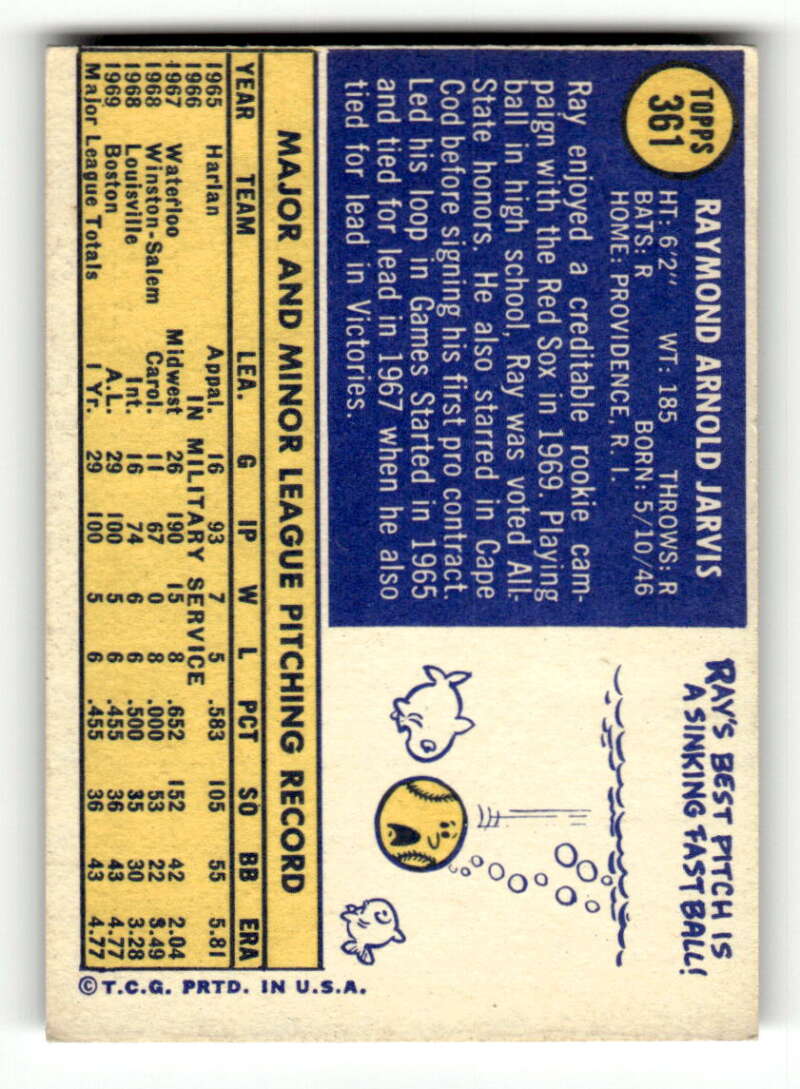 TOPPS
361
RAYMOND ARNOLD JARVIS
HT: 6'2" WT: 185 THROWS: R
BATS: R BORN: 5/10/46
HOME: PROVIDENCE, R. I.
Ray enjoyed a creditable rookie cam-
paign with the Red Sox in 1969. Playing
ball in high school, Ray was voted All-
State honors. He also starred in Cape
Cod before signing his first pro contract.
Led his loop in Games Started in 1965
and tied for lead in 1967 when he also
tied for lead in Victories.
RAY'S BEST PITCH IS
A SINKING FAST BALL!
MAJOR AND MINOR LEAGUE PITCHING RECORD
YEAR TEAM LEA. G IP W L PCT SO BB ERA
1965 Harlan Appal. 16 93 7 5 .583 105 55 5.81
1966 IN MILITARY SERVICE
1967 Waterloo Midwest 26 190 15 8 .652 152 42 2.04
1968 Winston-Salem Carol. 11 67 0 8 .000 53 22 3.49
1968 Louisville Int. 16 74 6 6 .500 35 30 3.28
1969 Boston A.L. 29 100 5 6 .455 36 43 4.77
Major League Totals 1 Yr. 29 100 5 6 .455 36 43 4.77
© T.C.G. PRTD. IN U.S.A.